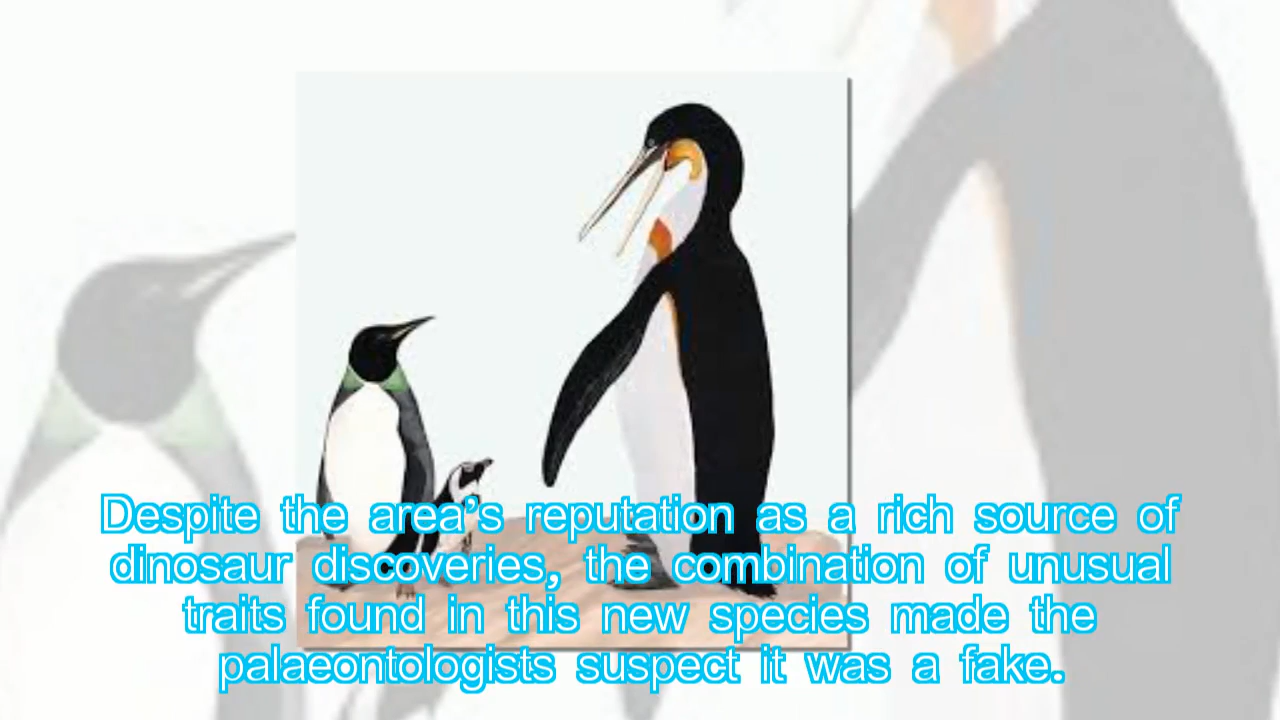 Despite the area's reputation as a rich source of
dinosaur discoveries, the combination of unusual
traits found in this new species made the
palaeontologists suspect it was a fake.